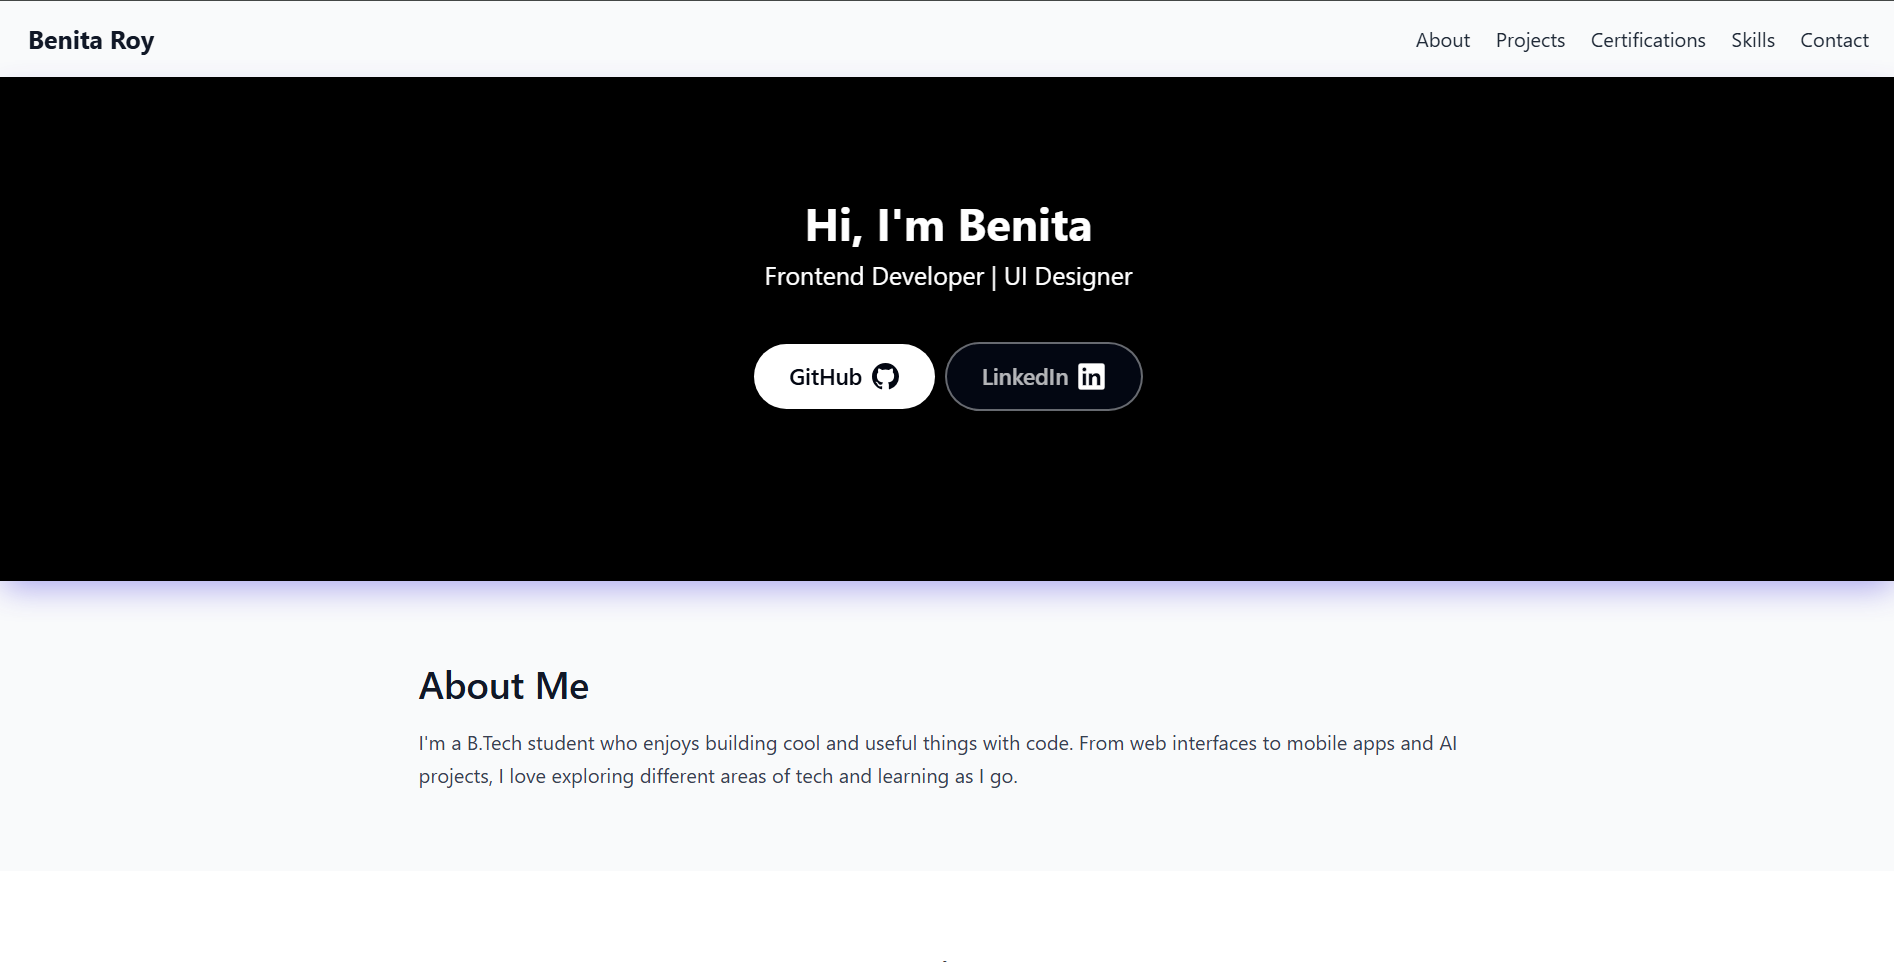 Benita Roy
About Projects Certifications Skills Contact
Hi, I'm Benita
Frontend Developer | UI Designer
GitHub
LinkedIn in
About Me
I'm a B.Tech student who enjoys building cool and useful things with code. From web interfaces to mobile apps and AI
projects, I love exploring different areas of tech and learning as I go.